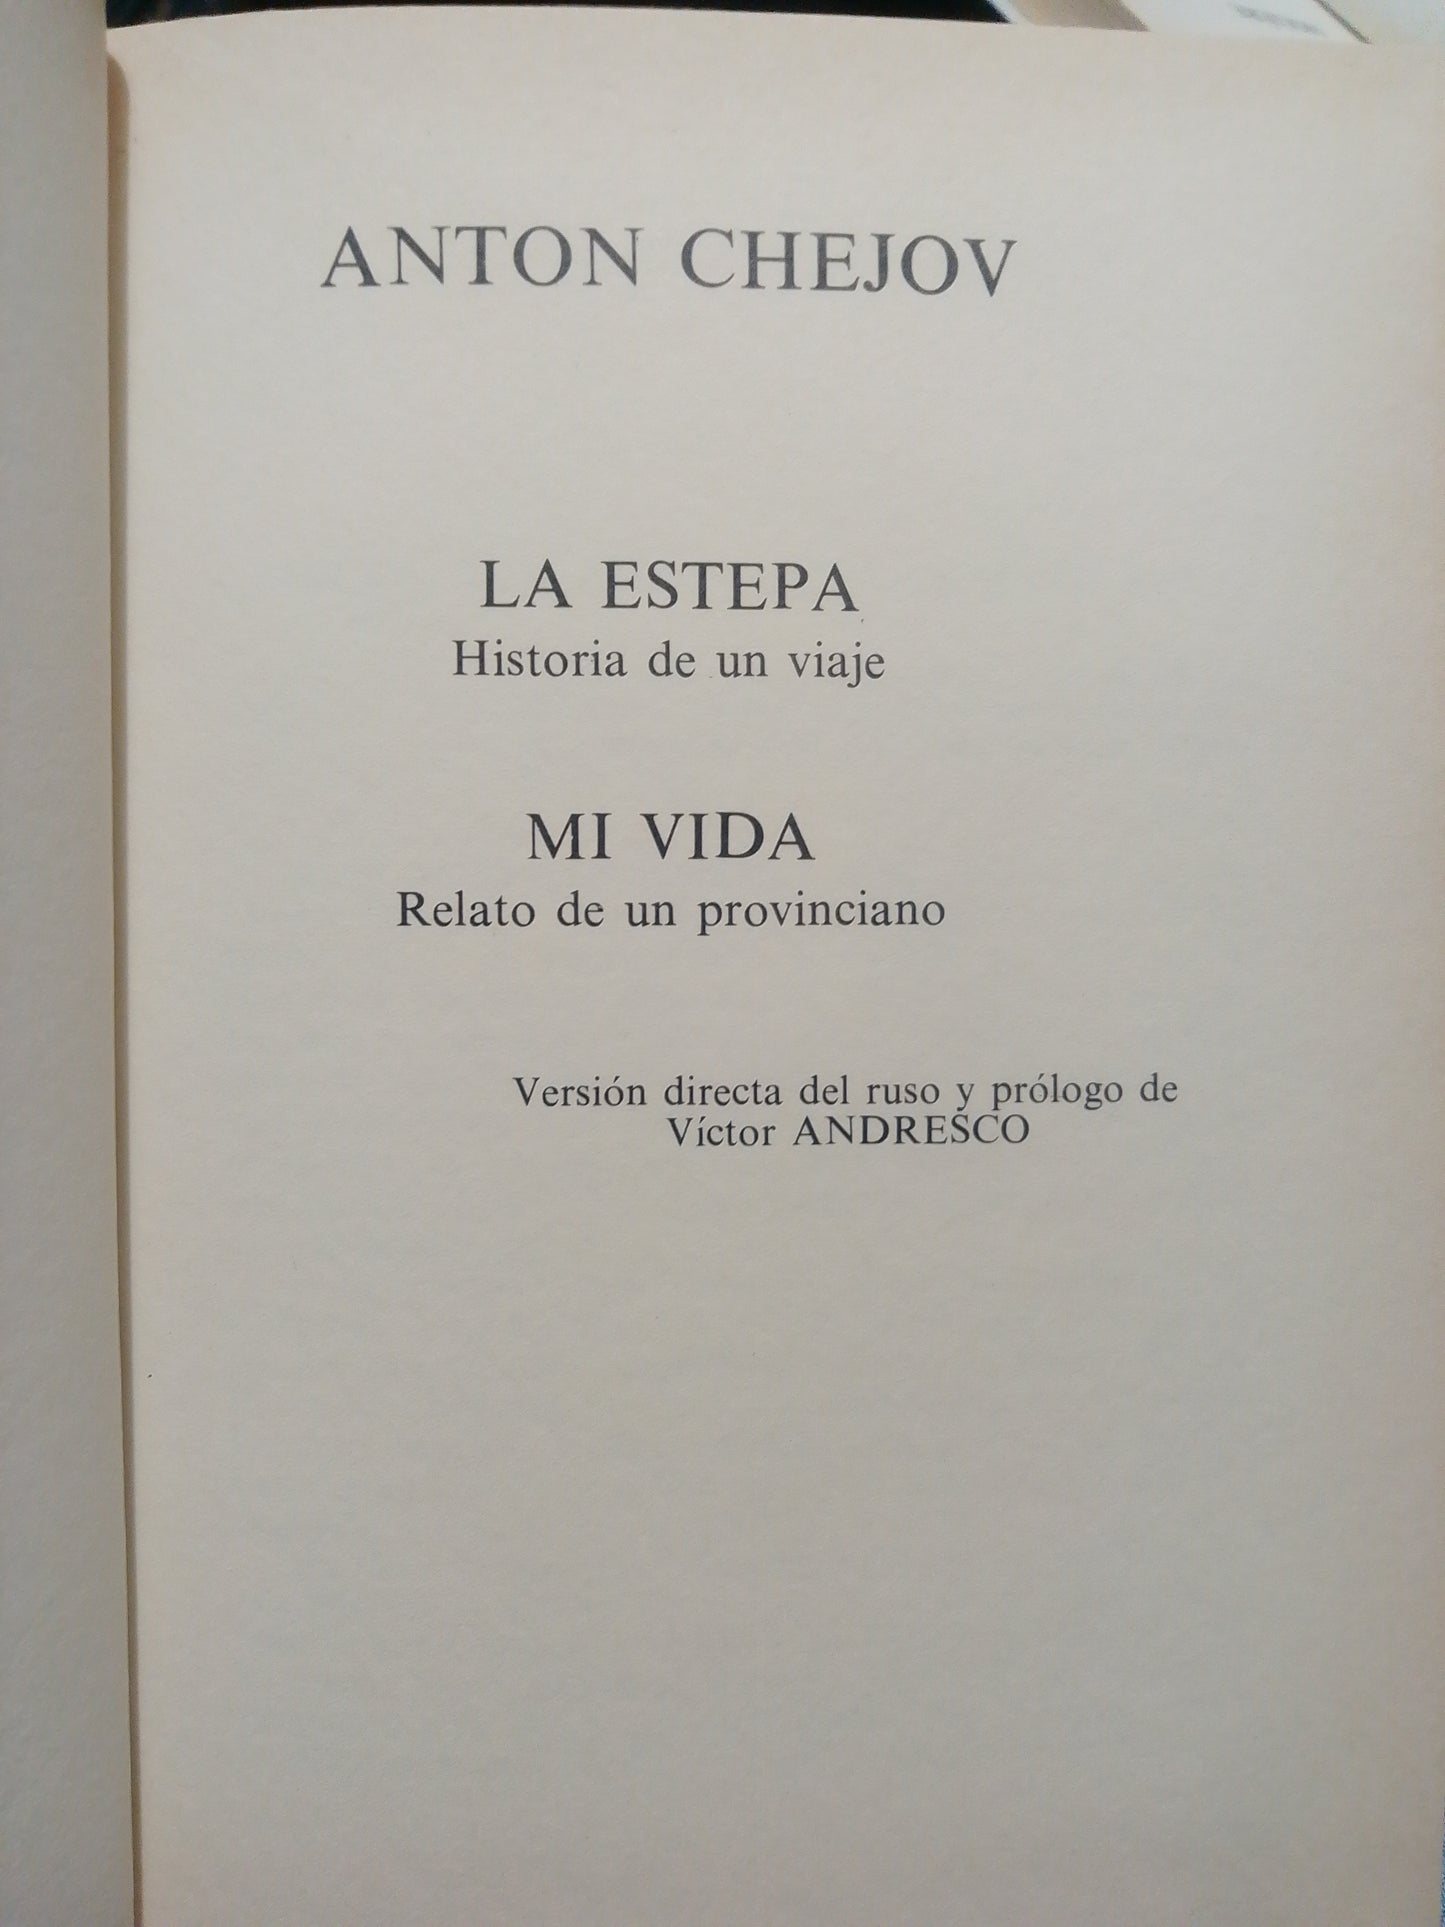 ANTON CHEJOV
LA ESTEPA
Historia de un viaje
MI VIDA
Relato de un provinciano
Versión directa del ruso y prólogo de
Víctor ANDRESCO